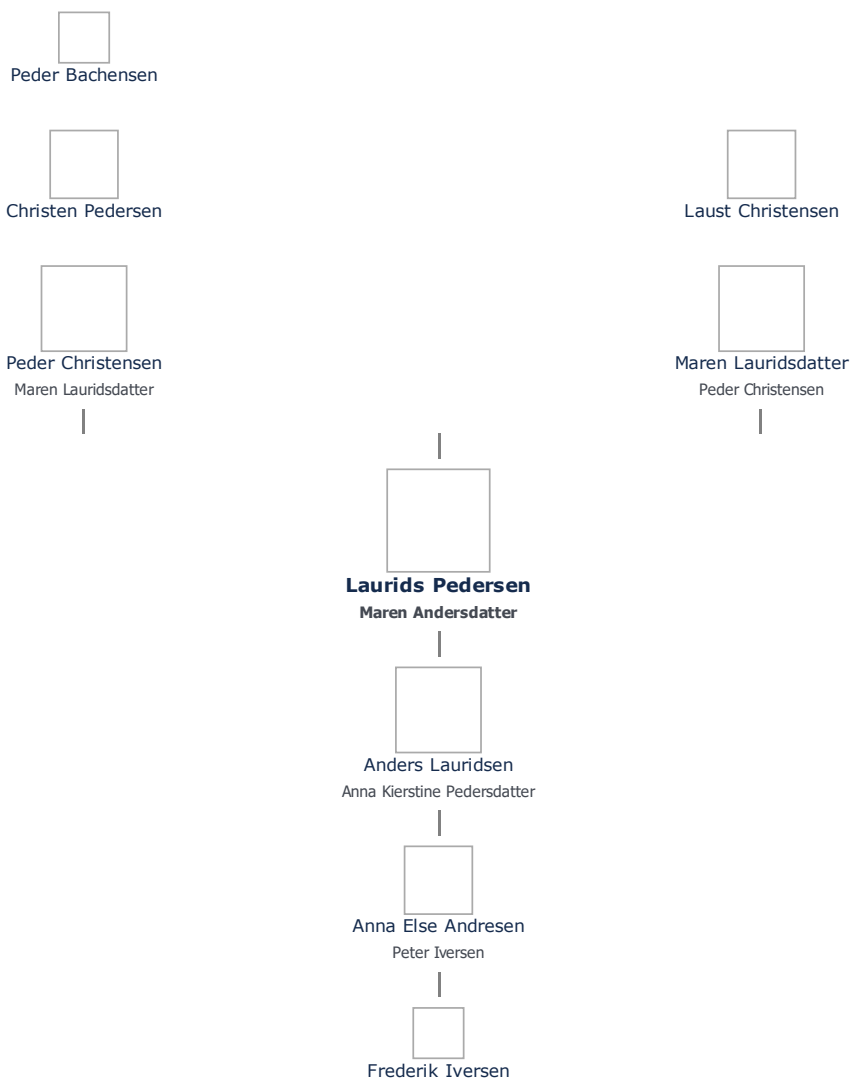 Peder Bachensen
Christen Pedersen
Laust Christensen
Peder Christensen
Maren Lauridsdatter
Maren Lauridsdatter
Peder Christensen
Laurids Pedersen
Maren Andersdatter
Anders Lauridsen
Anna Kierstine Pedersdatter
Anna Else Andresen
Peter Iversen
Frederik Iversen